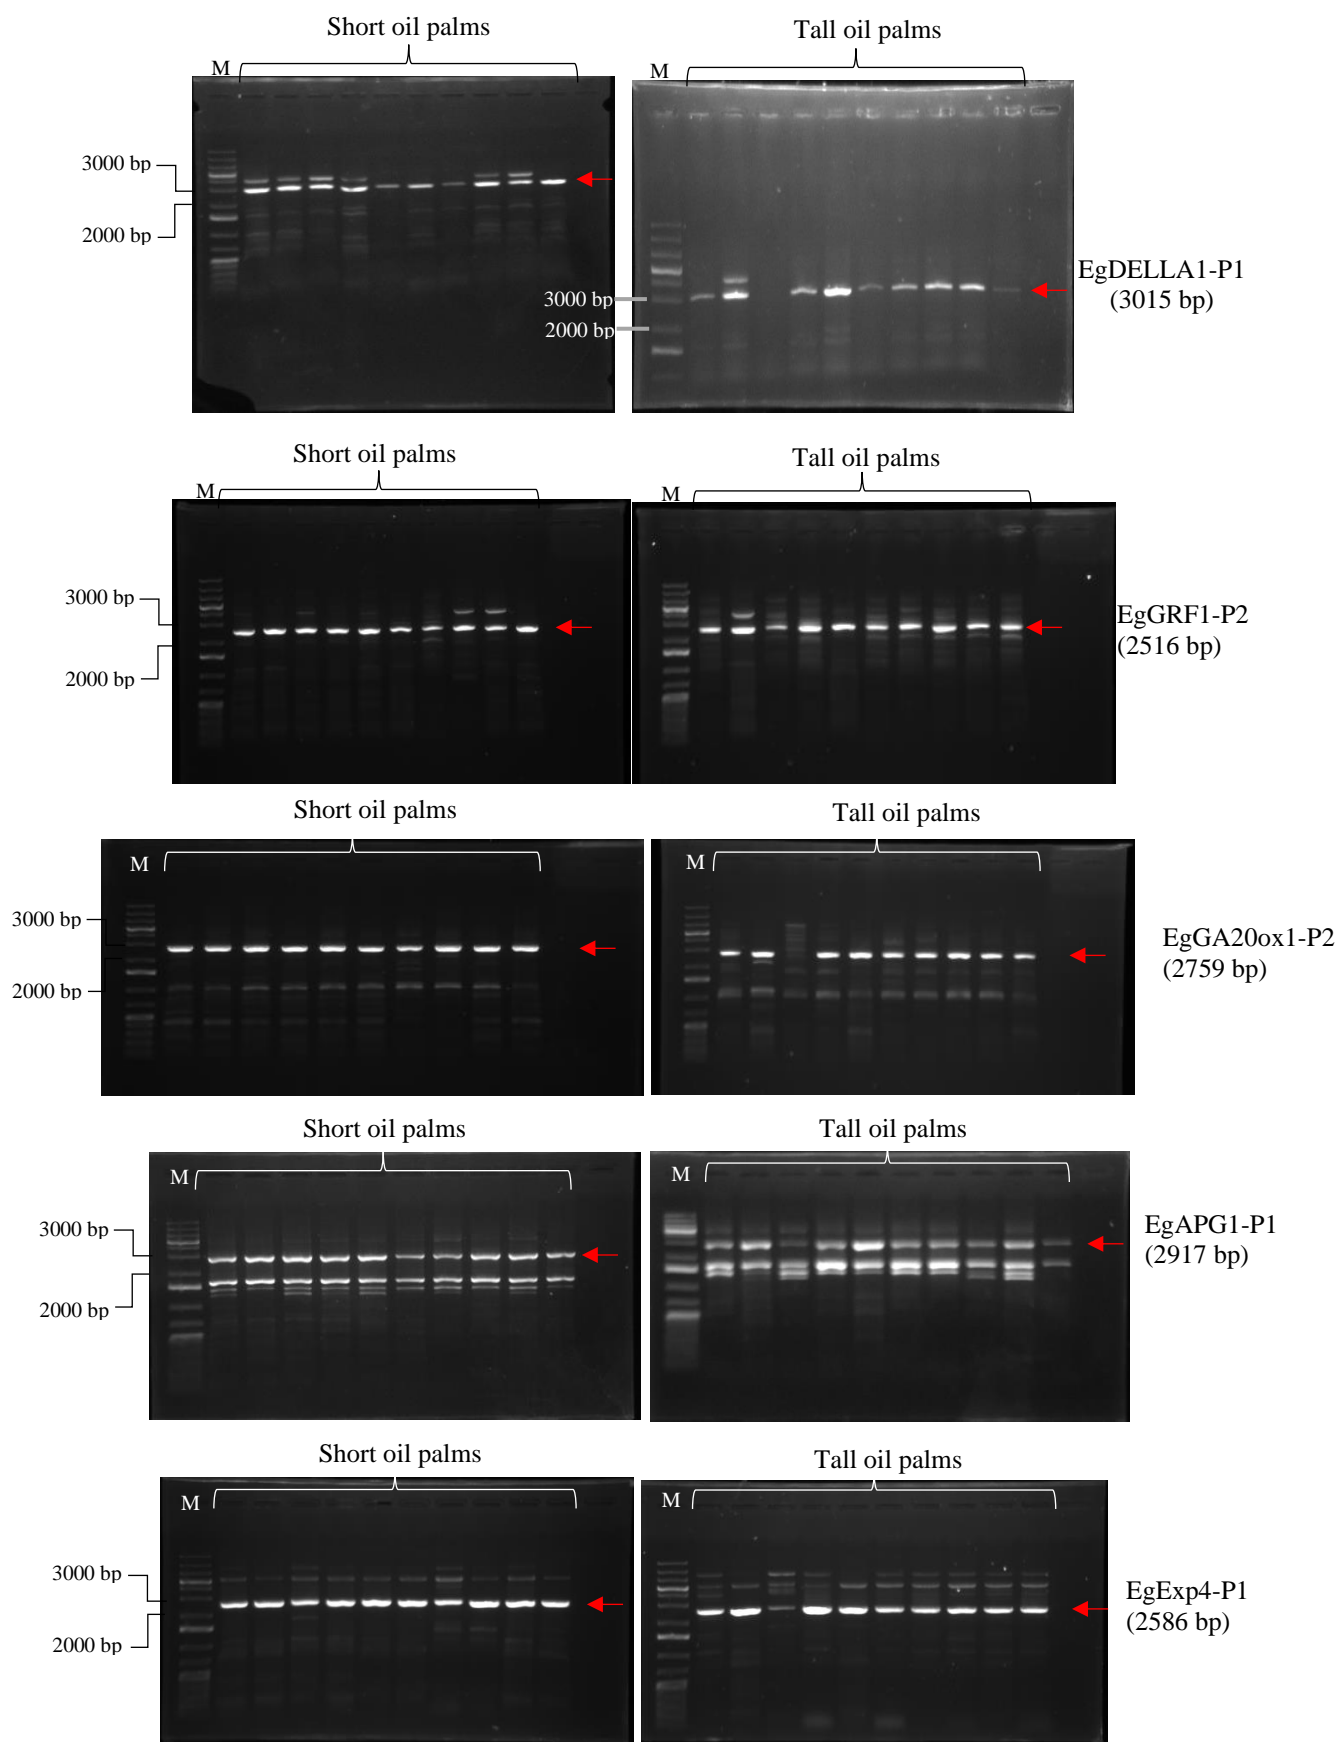 Short oil palms
Tall oil palms
M
M
3000 bp
2000 bp
3000 bp
2000 bp
EgDELLA1-P1
(3015 bp)
Short oil palms
Tall oil palms
M
M
3000 bp
2000 bp
EgGRF1-P2
(2516 bp)
Short oil palms
Tall oil palms
M
M
3000 bp
2000 bp
EgGA20ox1-P2
(2759 bp)
Short oil palms
Tall oil palms
M
M
3000 bp
2000 bp
EgAPG1-P1
(2917 bp)
Short oil palms
Tall oil palms
M
M
3000 bp
2000 bp
EgExp4-P1
(2586 bp)